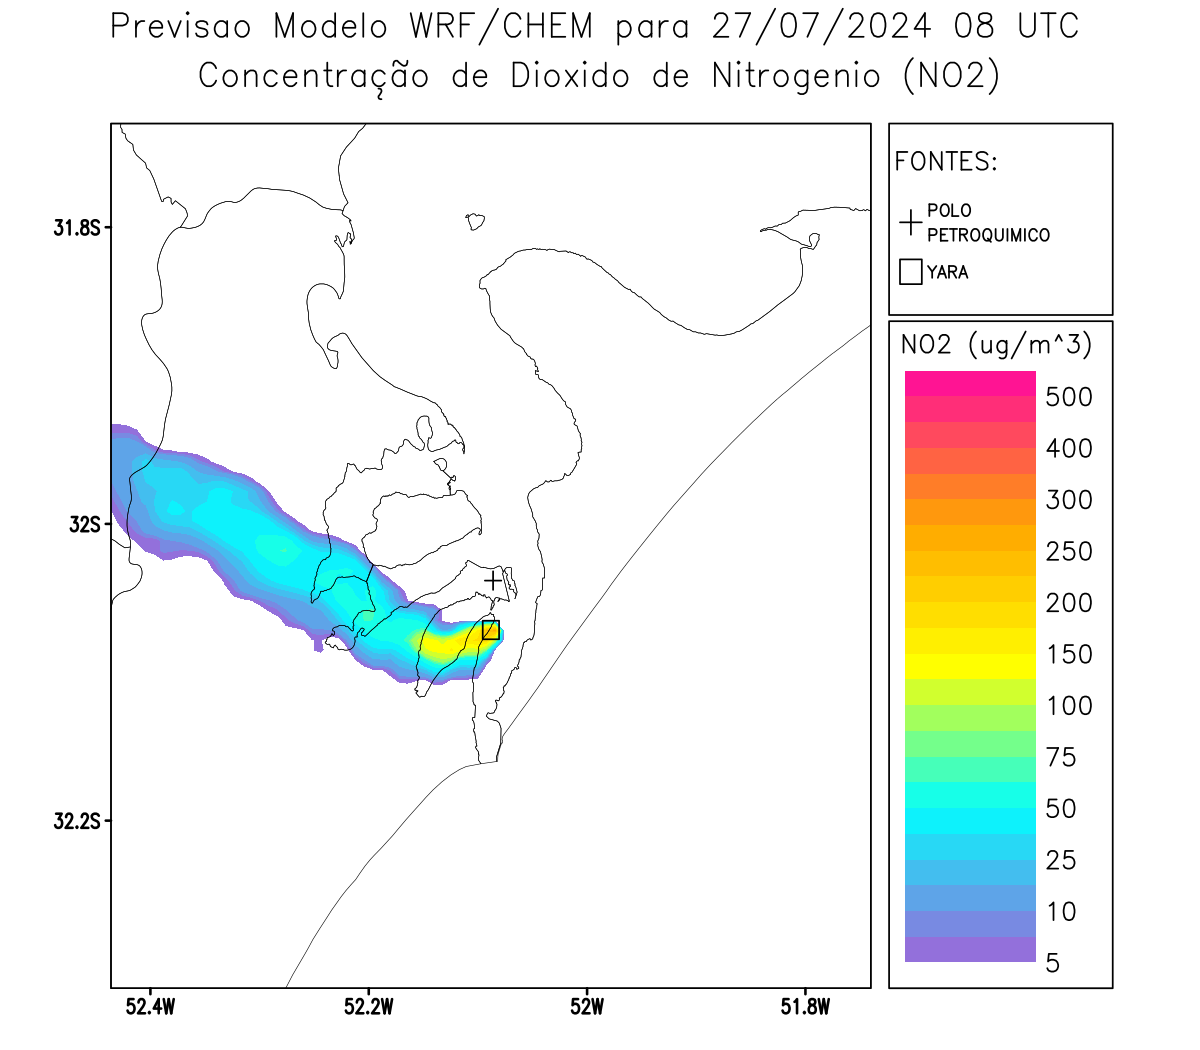 Previsao Modelo WRF/CHEM para 27/07/2024 08 UTC
Concentração de Dioxido de Nitrogenio (NO2)
FONTES:
POLO
PETROQUIMICO
YARA
31.8S
32S
32.2S
52.4W
52.2W
52W
51.8W
NO2 (ug/m^3)
500
400
300
250
200
150
100
75
50
25
10
5